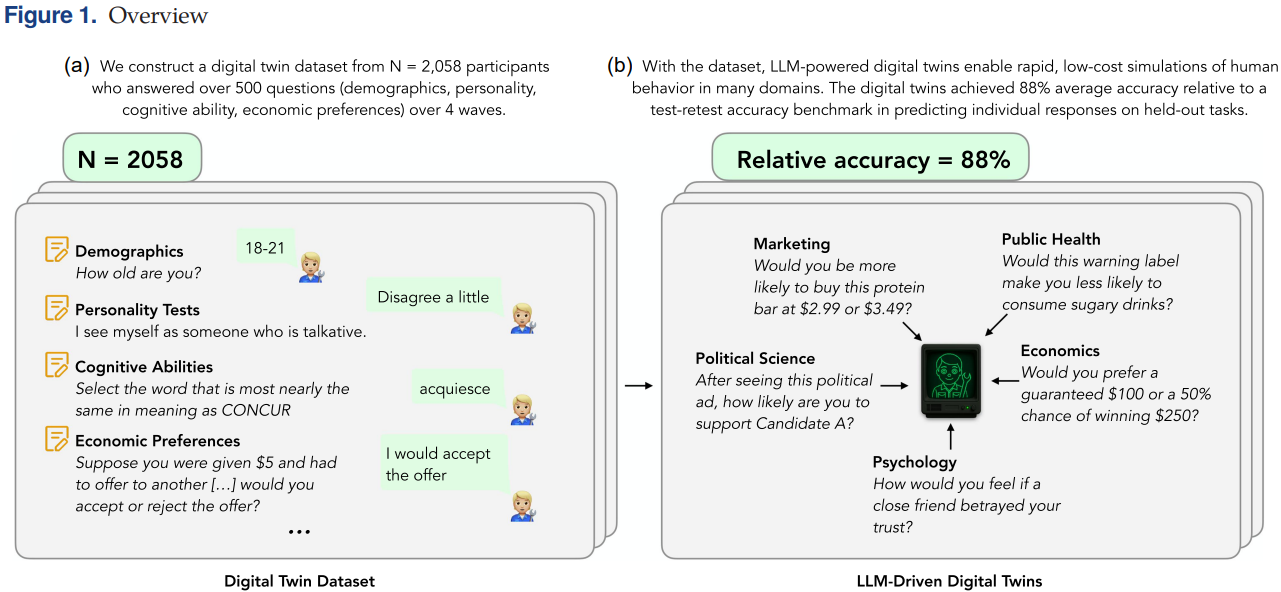 Figure 1. Overview
(a) We construct a digital twin dataset from N = 2,058 participants
who answered over 500 questions (demographics, personality,
cognitive ability, economic preferences) over 4 waves.
N = 2058
Demographics
How old are you?
18-21
Personality Tests
I see myself as someone who is talkative.
Disagree a little
Cognitive Abilities
Select the word that is most nearly the
same in meaning as CONCUR
acquiesce
Economic Preferences
Suppose you were given $5 and had
to offer to another [...] would you
accept or reject the offer?
I would accept
the offer
...
Digital Twin Dataset
(b) With the dataset, LLM-powered digital twins enable rapid, low-cost simulations of human
behavior in many domains. The digital twins achieved 88% average accuracy relative to a
test-retest accuracy benchmark in predicting individual responses on held-out tasks.
Relative accuracy = 88%
Marketing
Would you be more
likely to buy this protein
bar at $2.99 or $3.49?
Public Health
Would this warning label
make you less likely to
consume sugary drinks?
Political Science
After seeing this political
ad, how likely are you to
support Candidate A?
Economics
Would you prefer a
guaranteed $100 or a 50%
chance of winning $250?
Psychology
How would you feel if a
close friend betrayed your
trust?
LLM-Driven Digital Twins